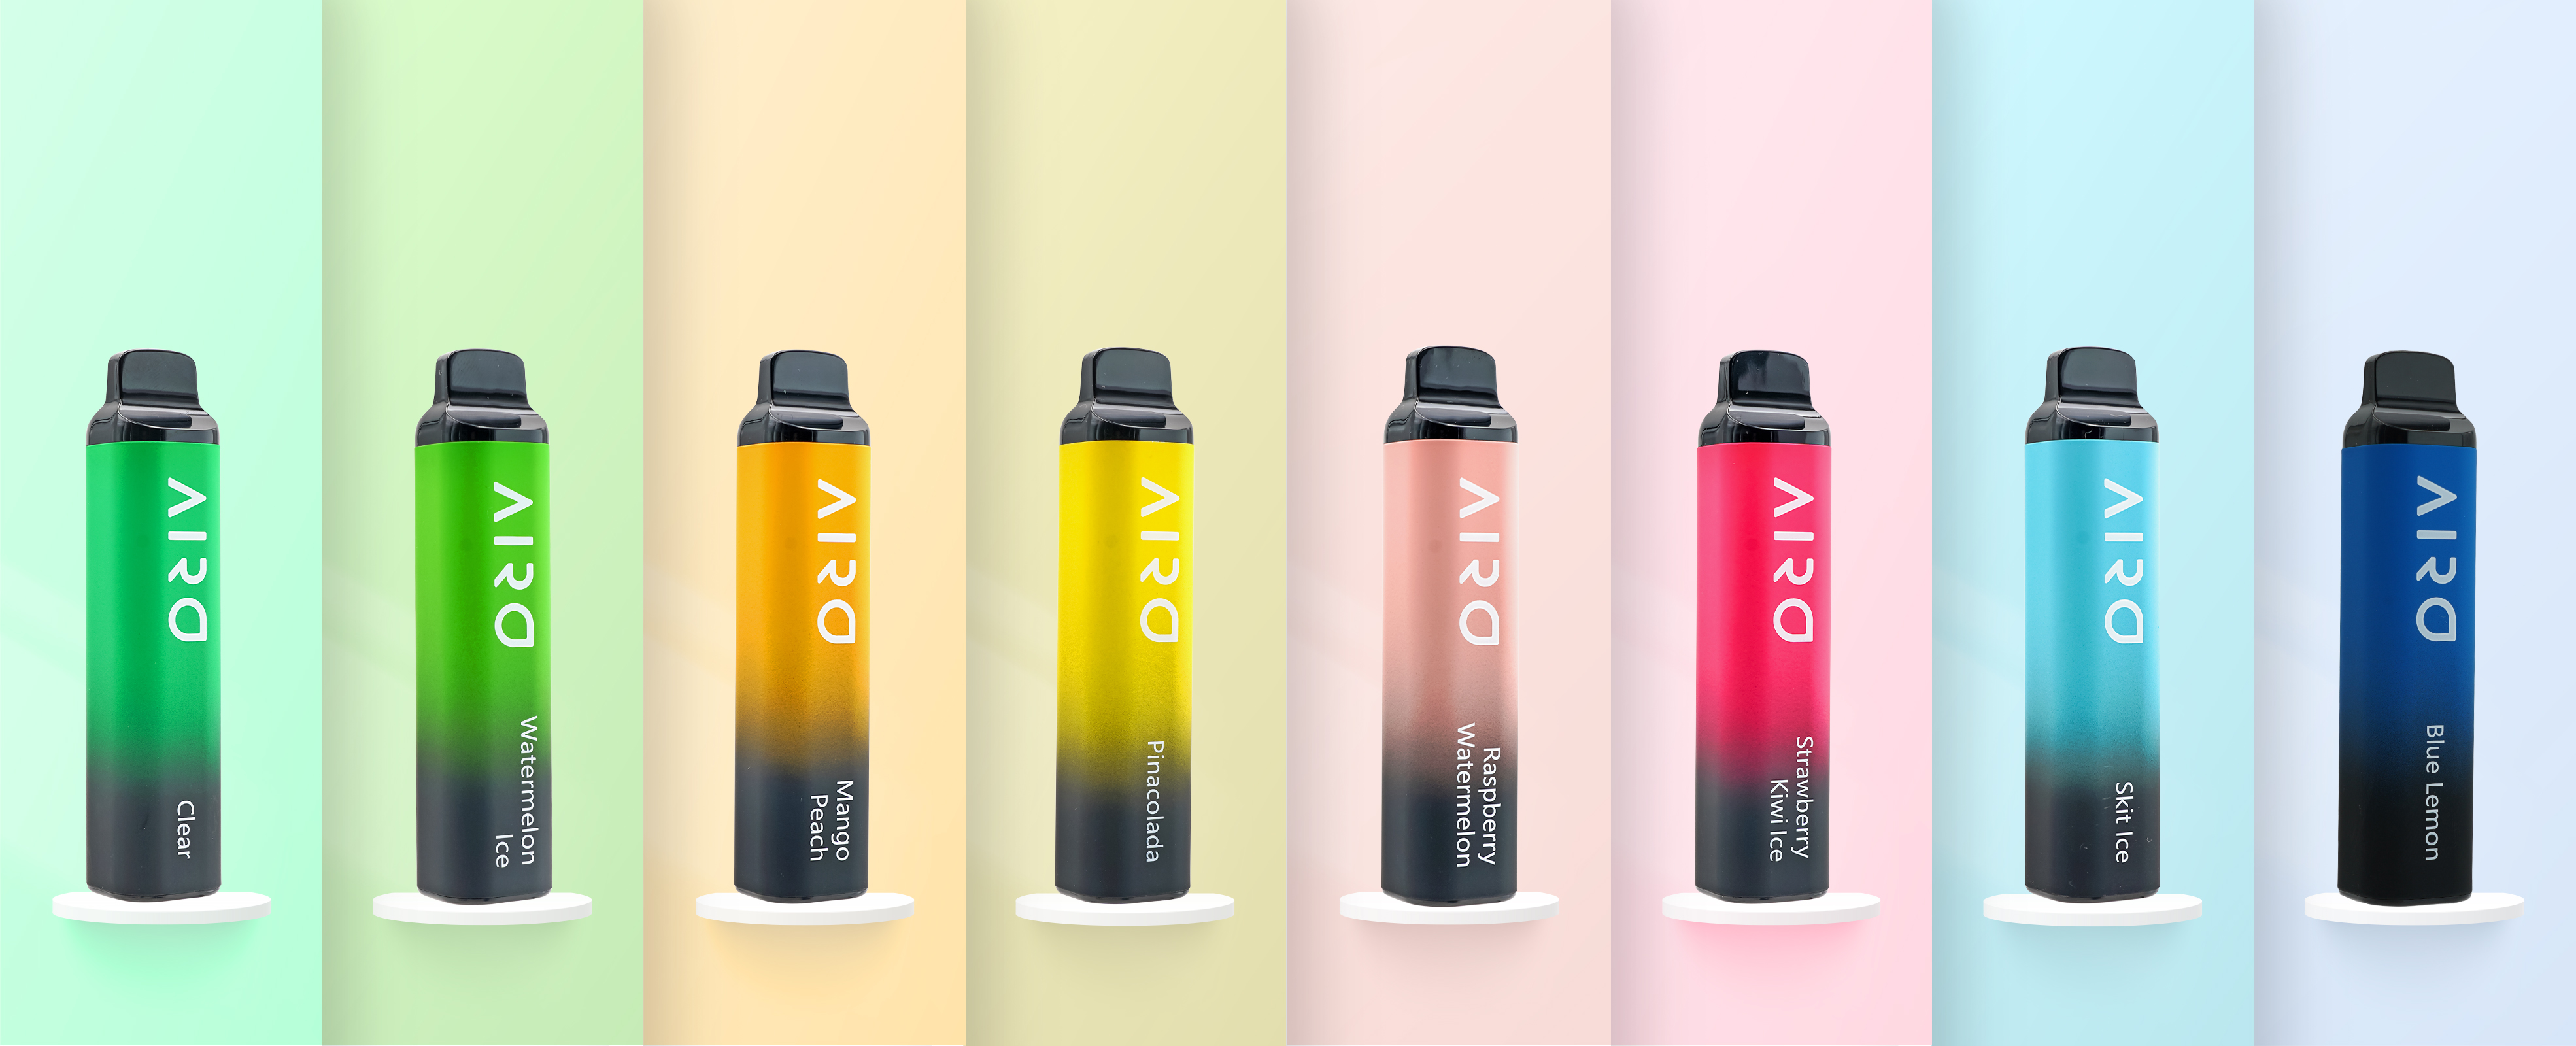 AIRO
Clear
AIRO
Watermelon
Ice
AIRO
Mango
Peach
AIRO
Pinacolada
AIRO
Raspberry
Watermelon
AIRO
Strawberry
Kiwi Ice
AIRO
Skit Ice
AIRO
Blue Lemon